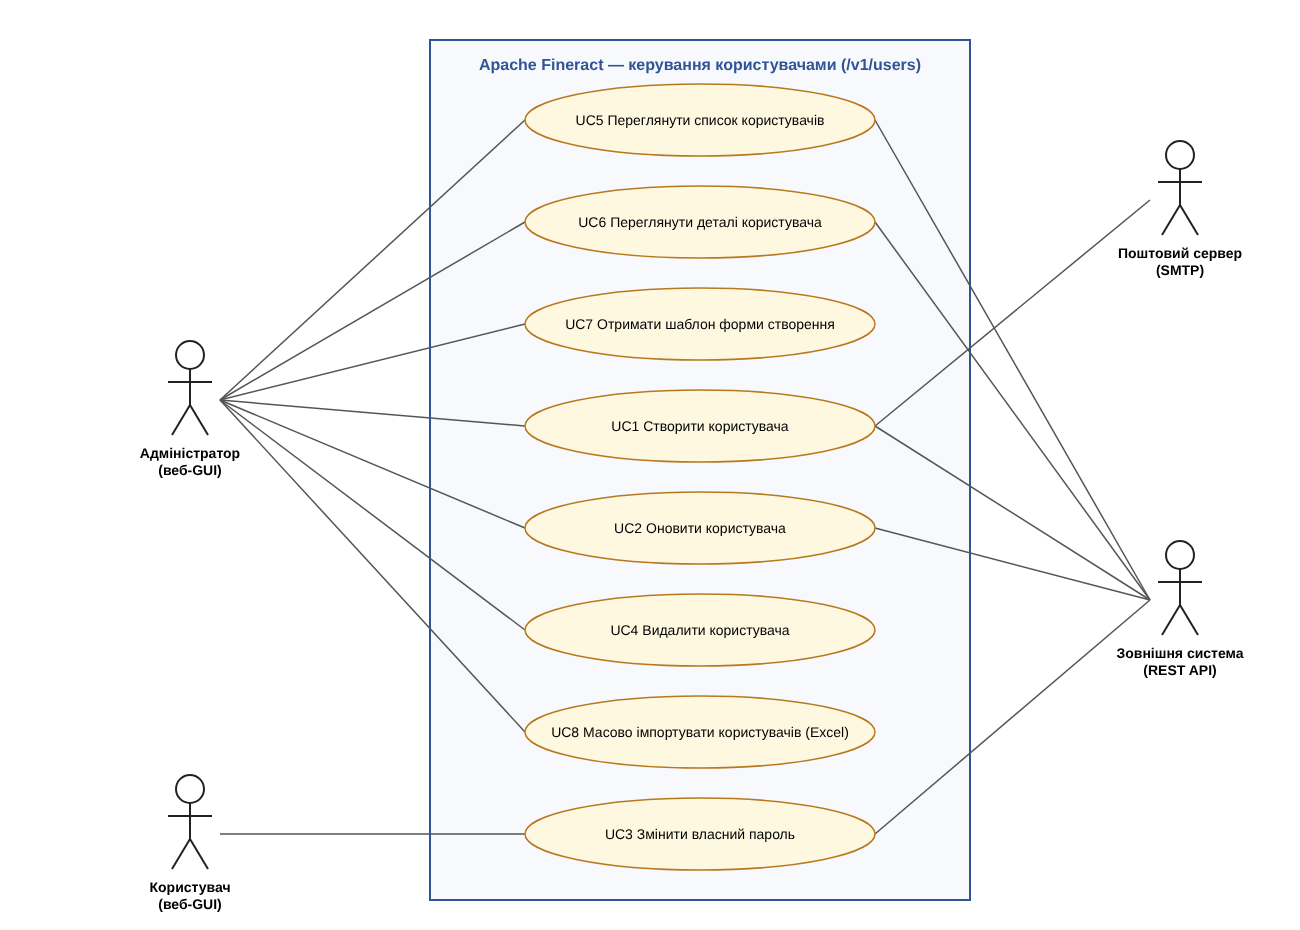 Apache Fineract — керування користувачами (/v1/users)
UC5 Переглянути список користувачів
UC6 Переглянути деталі користувача
UC7 Отримати шаблон форми створення
UC1 Створити користувача
UC2 Оновити користувача
UC4 Видалити користувача
UC8 Масово імпортувати користувачів (Excel)
UC3 Змінити власний пароль
Адміністратор
(веб-GUI)
Користувач
(веб-GUI)
Поштовий сервер
(SMTP)
Зовнішня система
(REST API)